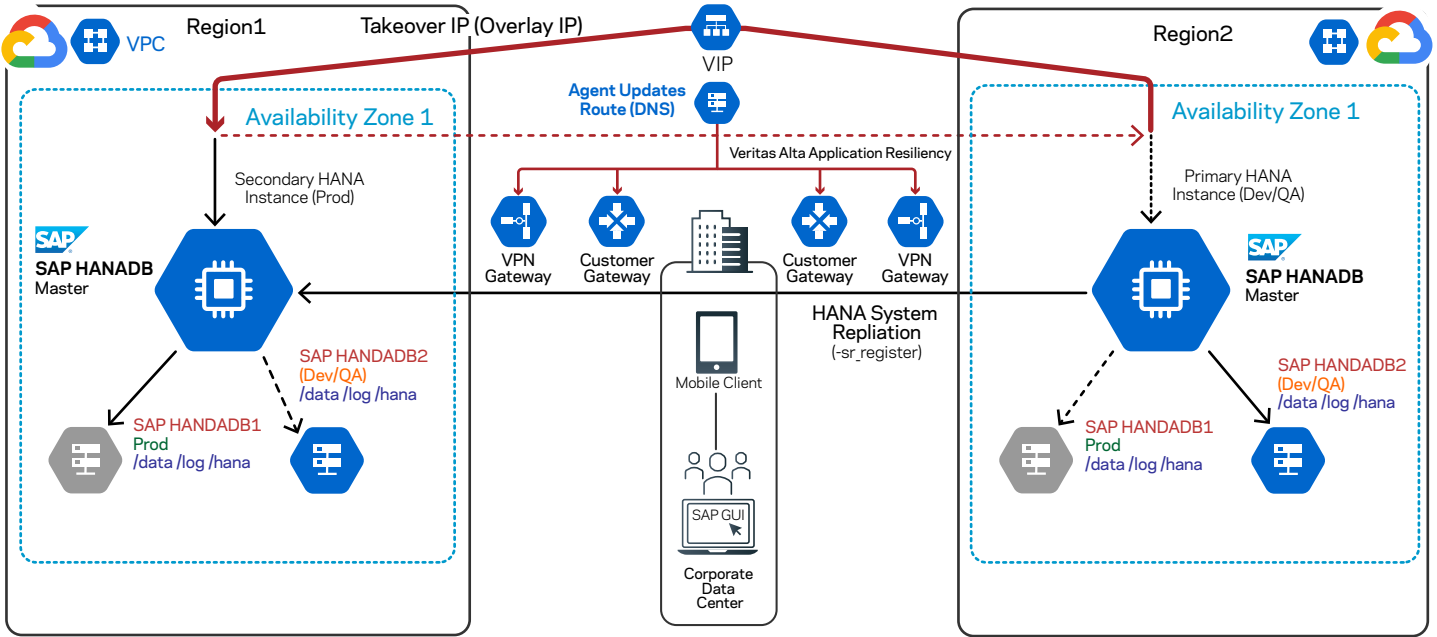 Region1
VPC
Takeover IP (Overlay IP)
VIP
Region2
Agent Updates
Route (DNS)
Availability Zone 1
Availability Zone 1
Veritas Alta Application Resiliency
Secondary HANA
Instance (Prod)
Primary HANA
Instance (Dev/QA)
SAP
SAP HANADB
Master
VPN
Gateway
Customer
Gateway
Customer
Gateway
VPN
Gateway
SAP
SAP HANADB
Master
HANA System
Repliation
(-sr_register)
Mobile Client
SAP HANDADB2
(Dev/QA)
/data /log /hana
SAP HANDADB1
Prod
/data /log /hana
SAP HANDADB2
(Dev/QA)
/data /log /hana
SAP HANDADB1
Prod
/data /log /hana
SAP GUI
Corporate
Data
Center